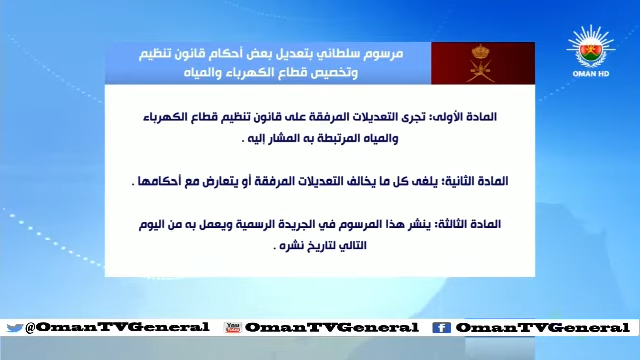 مرسوم سلطاني بتعديل بعض أحكام قانون تنظيم
وتخصيص قطاع الكهرباء والمياه
OMAN HD
المادة الأولى: تجرى التعديلات المرفقة على قانون تنظيم قطاع الكهرباء
والمياه المرتبطة به المشار إليه .
المادة الثانية: يلغى كل ما يخالف التعديلات المرفقة أو يتعارض مع أحكامها .
المادة الثالثة: ينشر هذا المرسوم في الجريدة الرسمية ويعمل به من اليوم
التالي لتاريخ نشره .
@OmanTVGeneral You Tube OmanTVGeneral f OmanTVGeneral